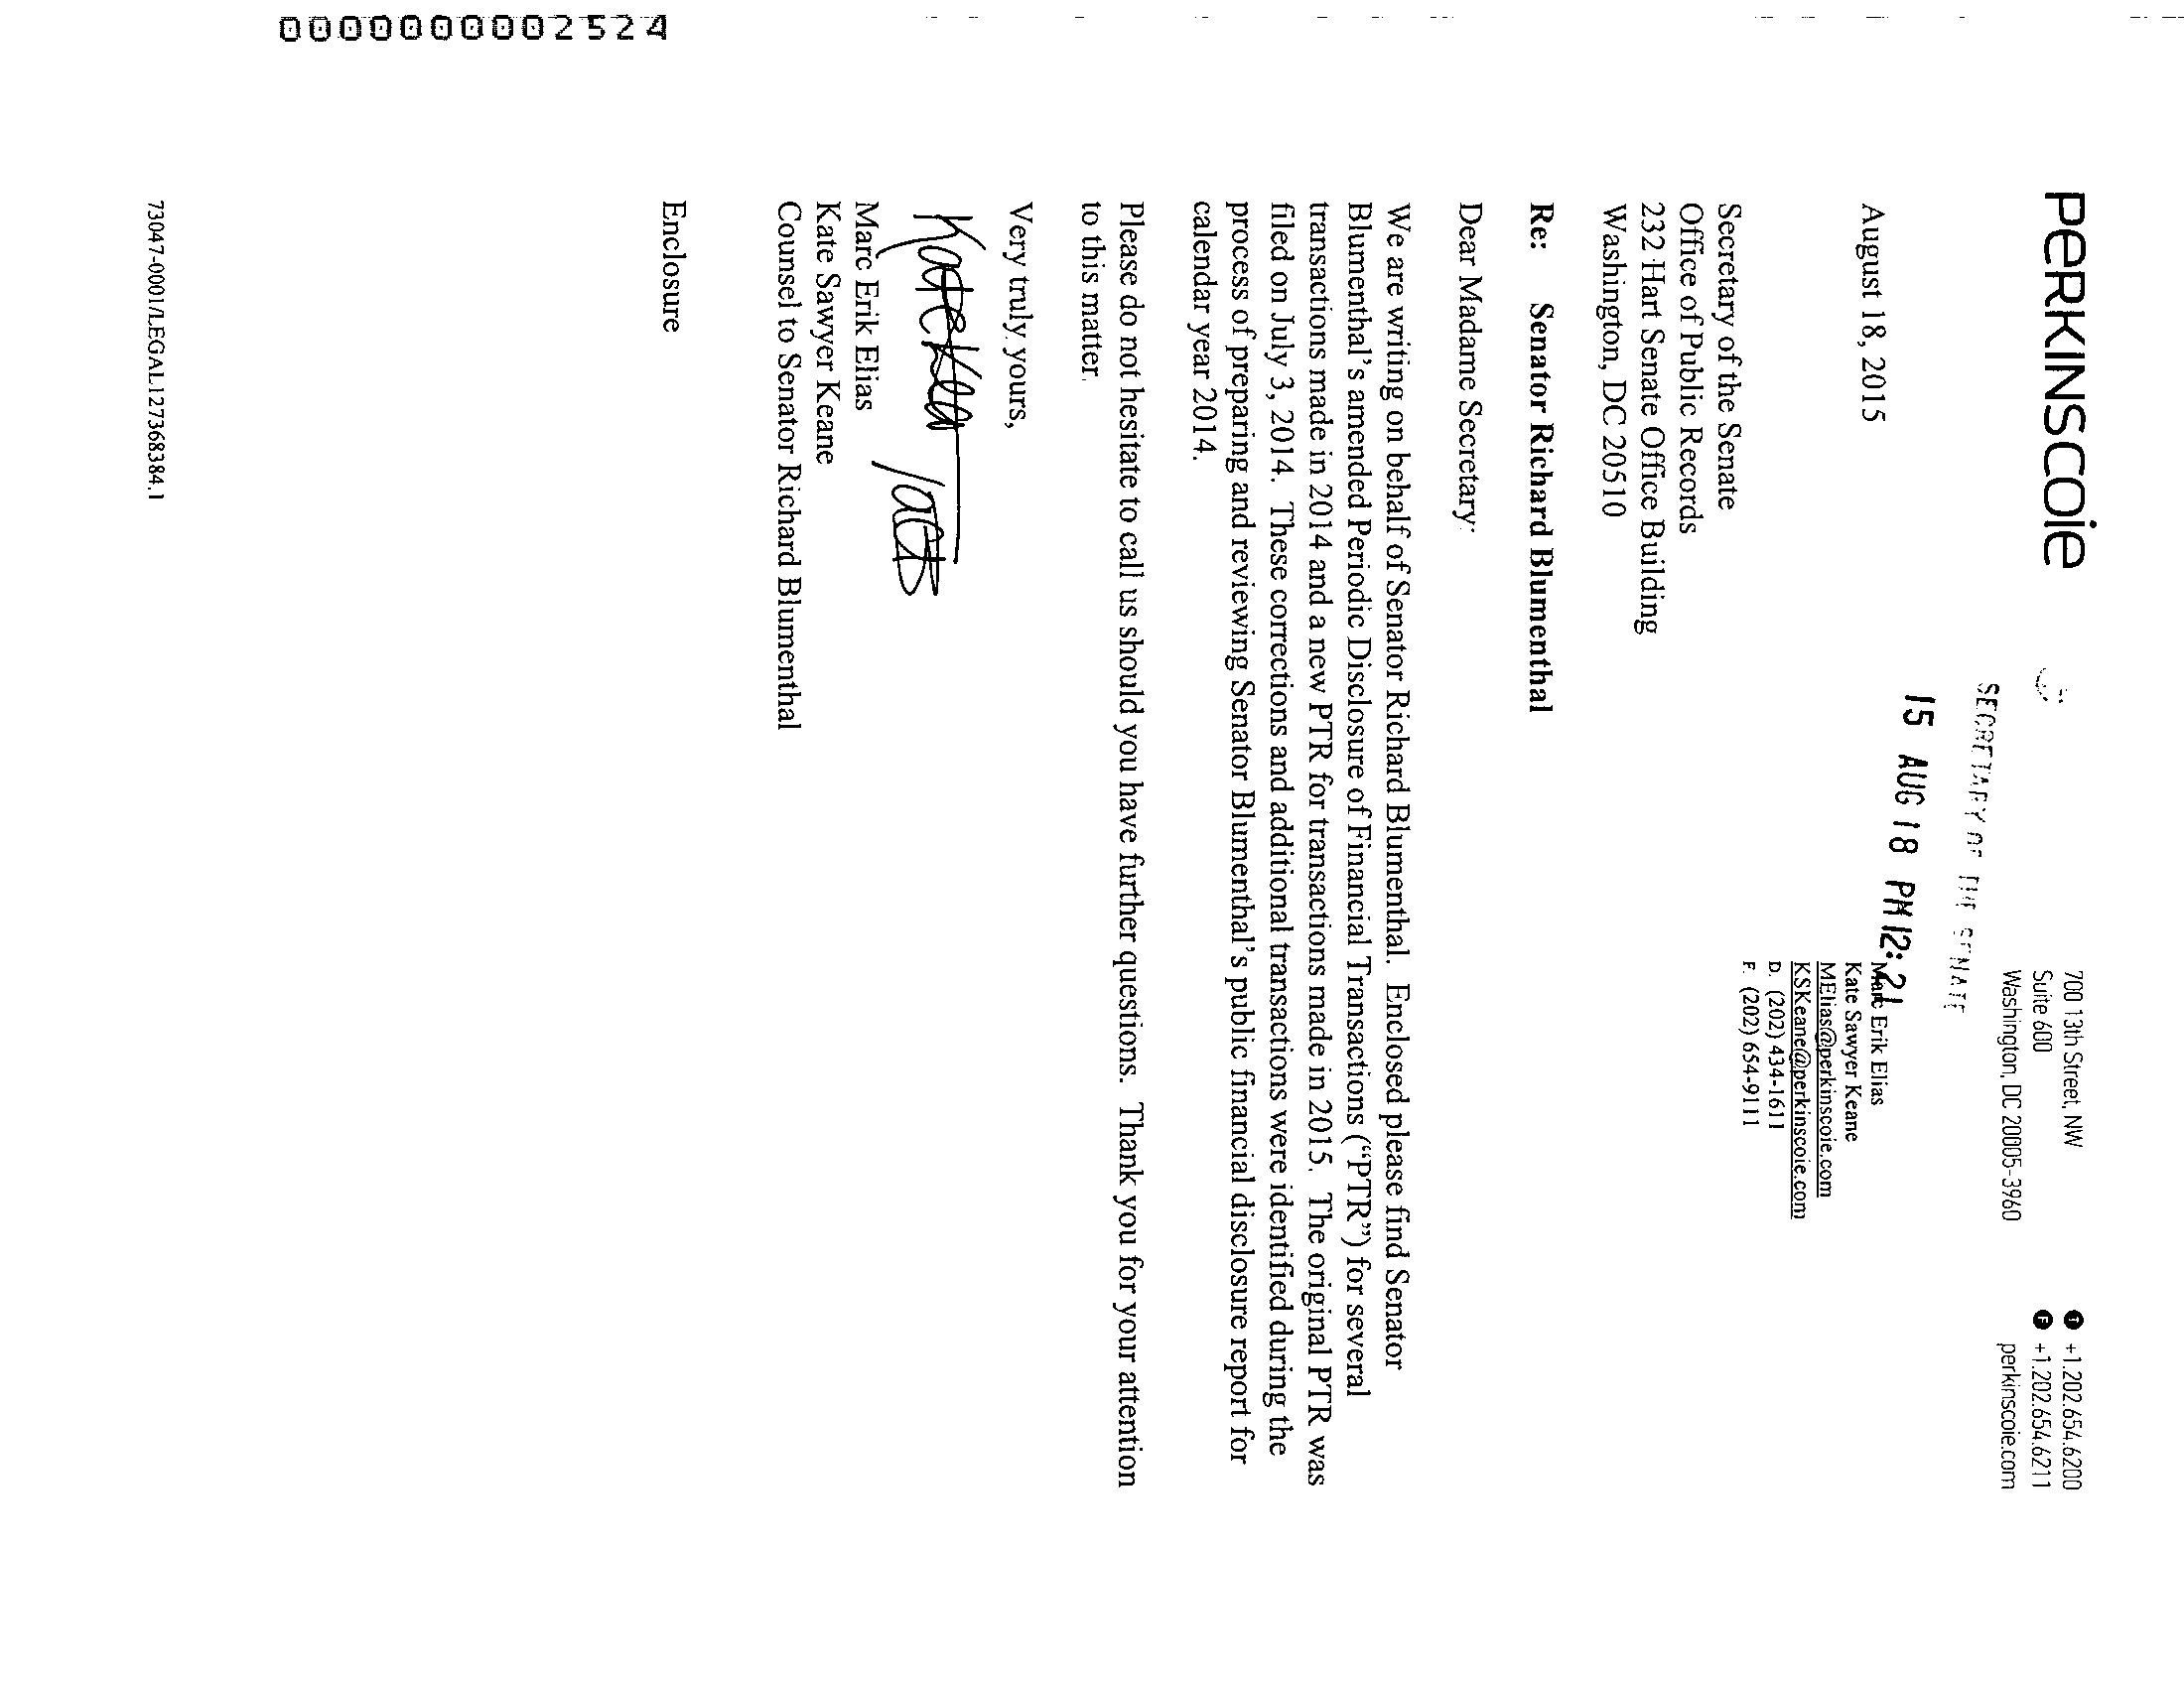 PERKINSCOIE
700 13th Street, NW
Suite 600
Washington, DC 20005-3960
+1.202.654.6200
+1.202.654.6211
perkinscoie.com
SECRETARY OF THE SENATE
15 AUG 18 PM 12:21
August 18, 2015
Marc Erik Elias
Kate Sawyer Keane
MElias@perkinscoie.com
KSKeane@perkinscoie.com
D. (202) 434-1611
F. (202) 654-9111
Secretary of the Senate
Office of Public Records
232 Hart Senate Office Building
Washington, DC 20510
Re: Senator Richard Blumenthal
Dear Madame Secretary:
We are writing on behalf of Senator Richard Blumenthal. Enclosed please find Senator
Blumenthal's amended Periodic Disclosure of Financial Transactions ("PTR") for several
transactions made in 2014 and a new PTR for transactions made in 2015. The original PTR was
filed on July 3, 2014. These corrections and additional transactions were identified during the
process of preparing and reviewing Senator Blumenthal's public financial disclosure report for
calendar year 2014.
Please do not hesitate to call us should you have further questions. Thank you for your attention
to this matter.
Very truly yours,
Marc Erik Elias
Kate Sawyer Keane
Counsel to Senator Richard Blumenthal
Enclosure
73047-0001/LEGAL127368384.1
0000000002524